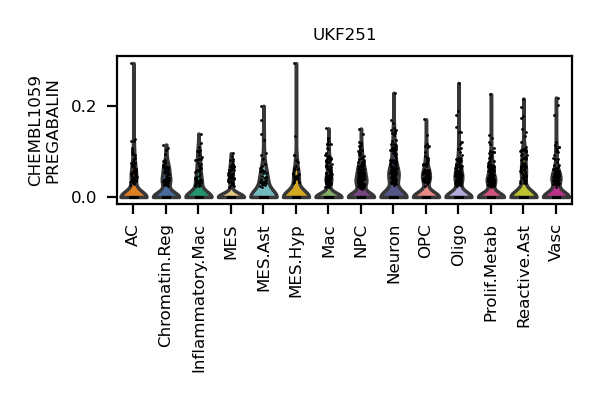 UKF251
CHEMBL1059
PREGABALIN
0.2
0.0
AC
Chromatin.Reg
Inflammatory.Mac
MES
MES.Ast
MES.Hyp
Mac
NPC
Neuron
OPC
Oligo
Prolif.Metab
Reactive.Ast
Vasc